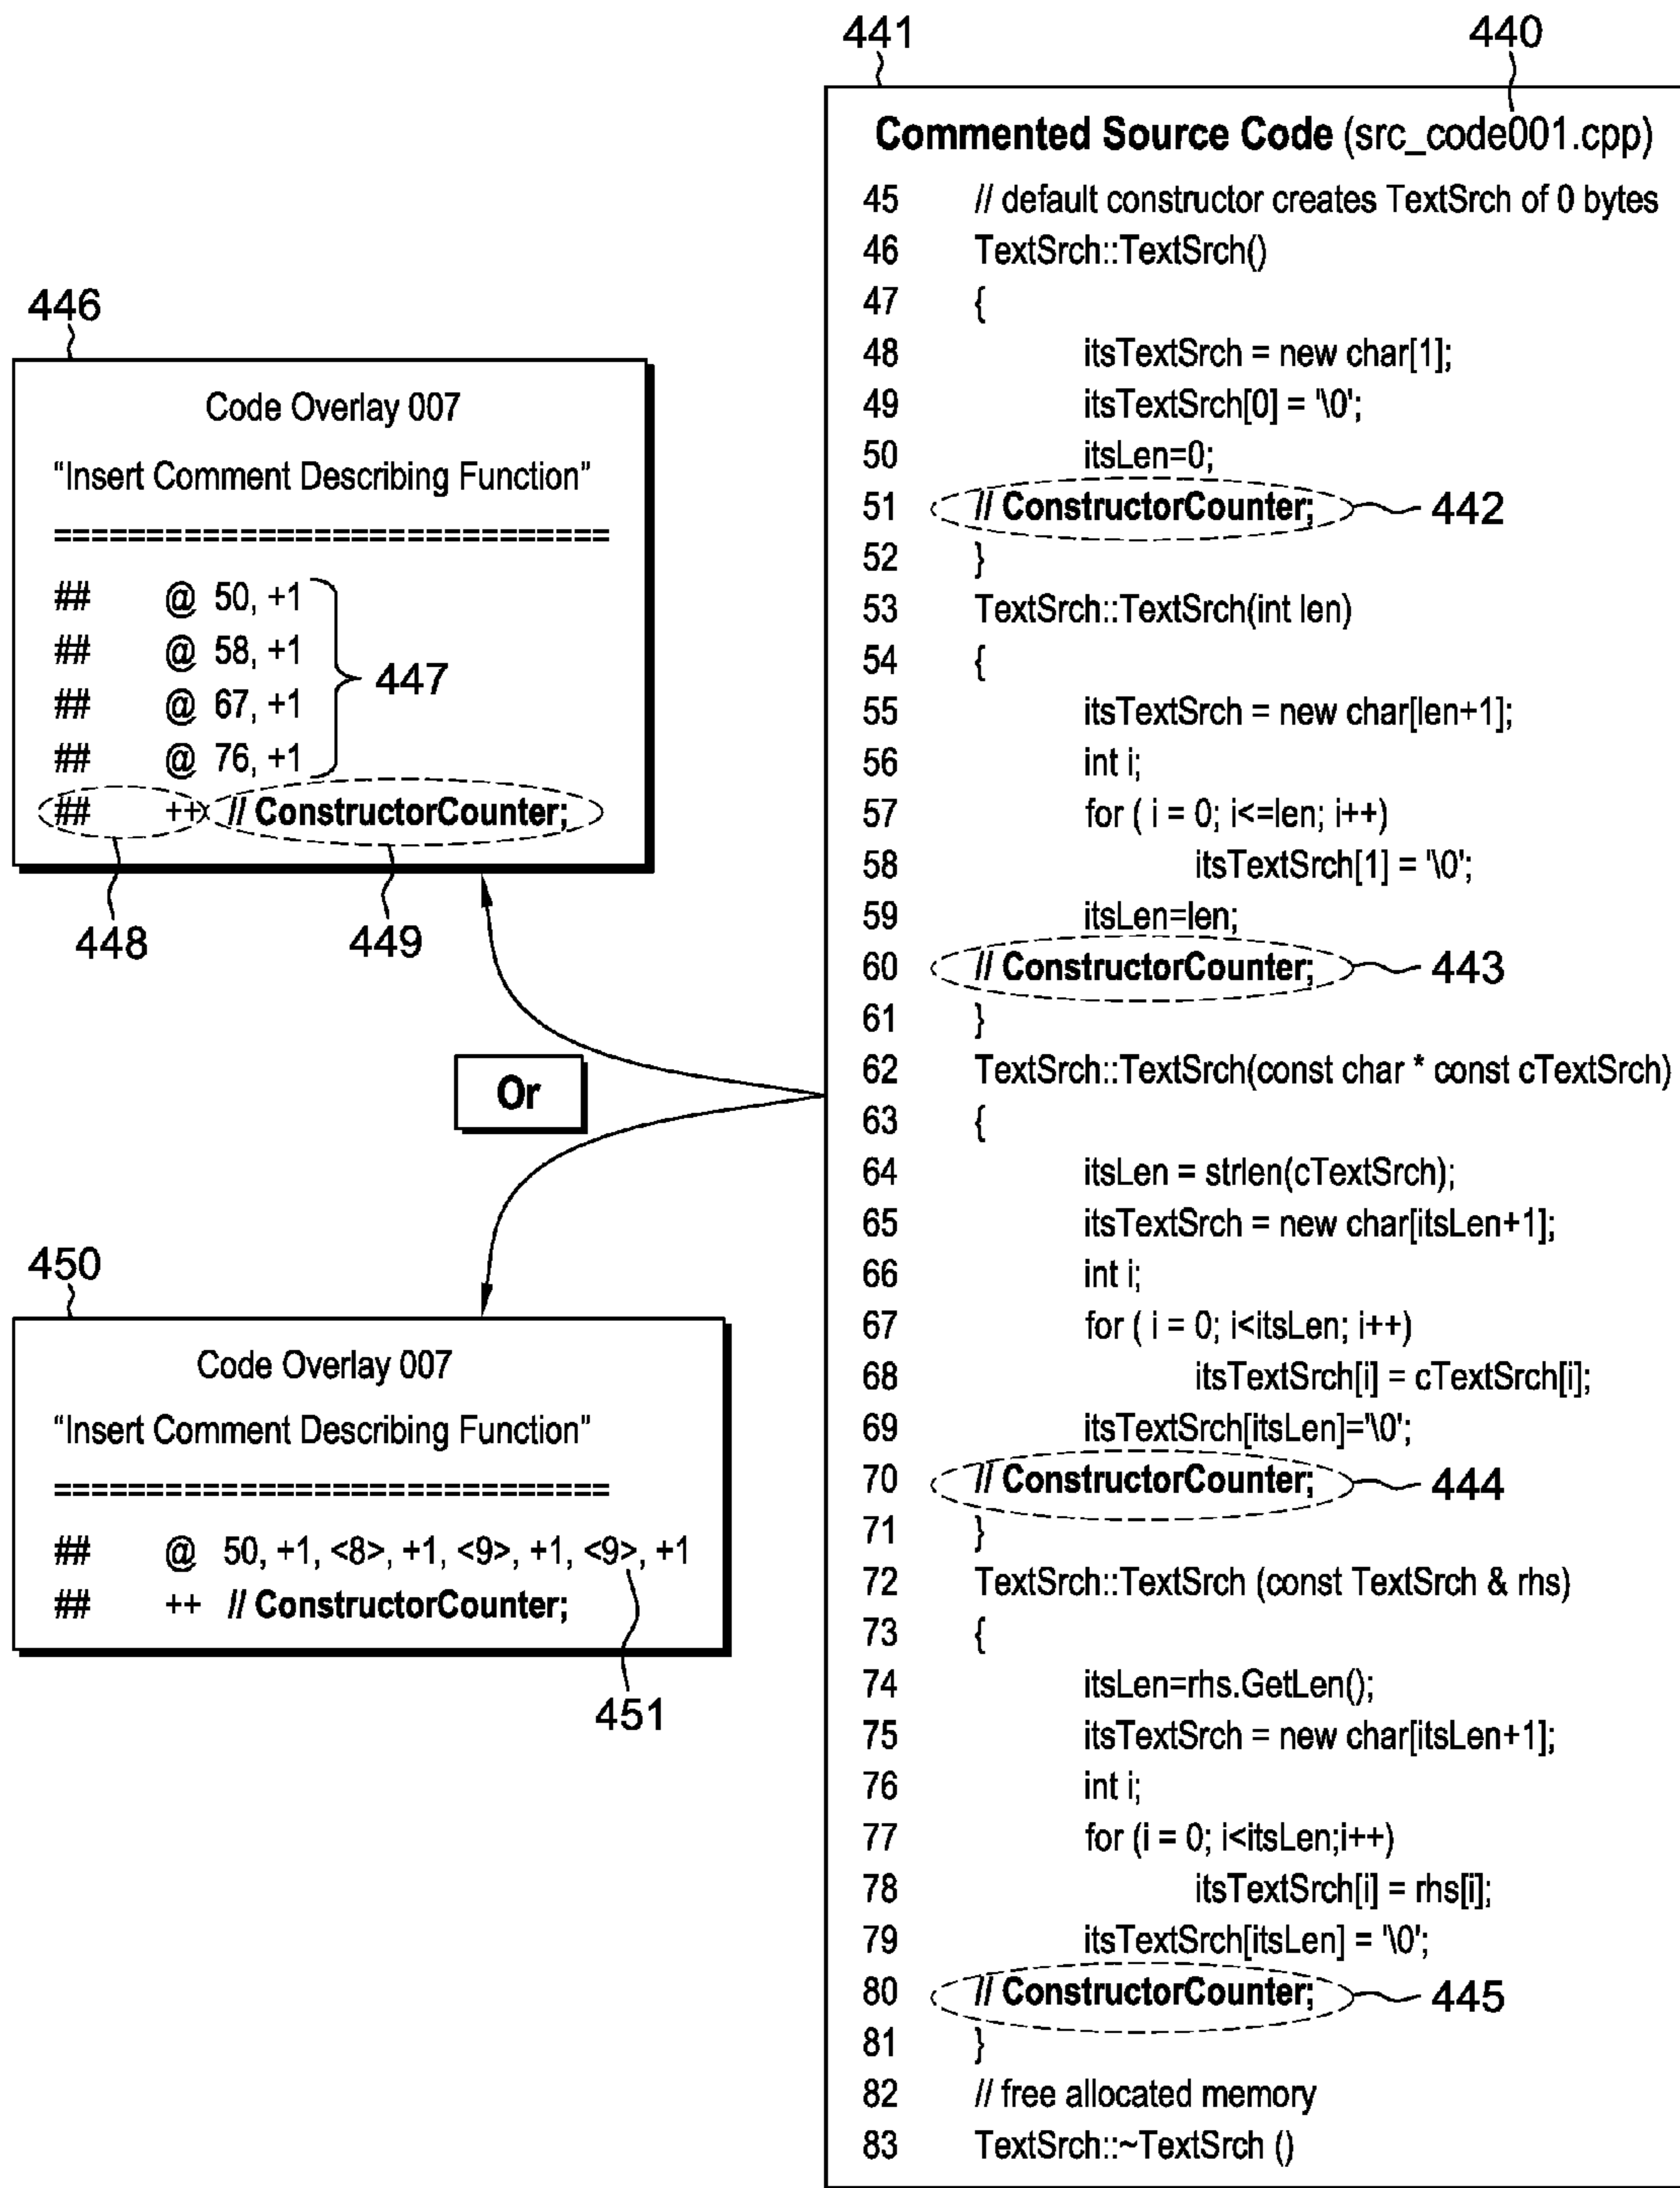 441
440
Commented Source Code (src_code001.cpp)
45 // default constructor creates TextSrch of 0 bytes
46 TextSrch::TextSrch()
47 {
48 itsTextSrch = new char[1];
49 itsTextSrch[0] = '\0';
50 itsLen=0;
51 // ConstructorCounter; 442
52 }
53 TextSrch::TextSrch(int len)
54 {
55 itsTextSrch = new char[len+1];
56 int i;
57 for ( i = 0; i<=len; i++)
58 itsTextSrch[1] = '\0';
59 itsLen=len;
60 // ConstructorCounter; 443
61 }
62 TextSrch::TextSrch(const char * const cTextSrch)
63 {
64 itsLen = strlen(cTextSrch);
65 itsTextSrch = new char[itsLen+1];
66 int i;
67 for ( i = 0; i<itsLen; i++)
68 itsTextSrch[i] = cTextSrch[i];
69 itsTextSrch[itsLen]='\0';
70 // ConstructorCounter; 444
71 }
72 TextSrch::TextSrch (const TextSrch & rhs)
73 {
74 itsLen=rhs.GetLen();
75 itsTextSrch = new char[itsLen+1];
76 int i;
77 for (i = 0; i<itsLen;i++)
78 itsTextSrch[i] = rhs[i];
79 itsTextSrch[itsLen] = '\0';
80 // ConstructorCounter; 445
81 }
82 // free allocated memory
83 TextSrch::~TextSrch ()
446
Code Overlay 007
“Insert Comment Describing Function”
==============================
## @ 50, +1
## @ 58, +1
## @ 67, +1
## @ 76, +1
447
## ++ // ConstructorCounter;
448
449
Or
450
Code Overlay 007
“Insert Comment Describing Function”
==============================
## @ 50, +1, <8>, +1, <9>, +1, <9>, +1
## ++ // ConstructorCounter;
451